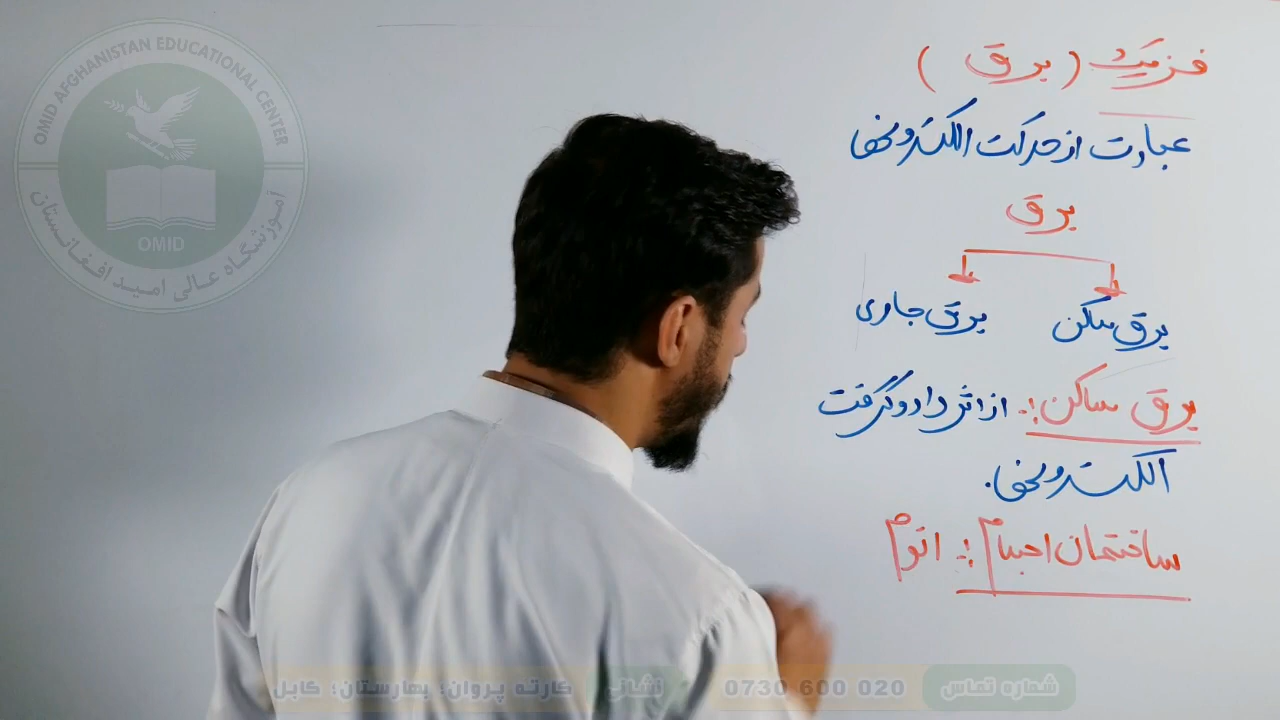 فزیک (برق)
عبارت از حرکت الکترونها
برق
برق ساکن برق جاری
برق ساکن:- از اثر داد و گرفت
الکترونها.
ساختمان اجسام:- اتوم
OMID AFGHANISTAN EDUCATIONAL CENTER
OMID
آموزشگاه عالی امید افغانستان
شماره تماس 0730 600 020 نشانی کارته پروان؛ بهارستان؛ کابل